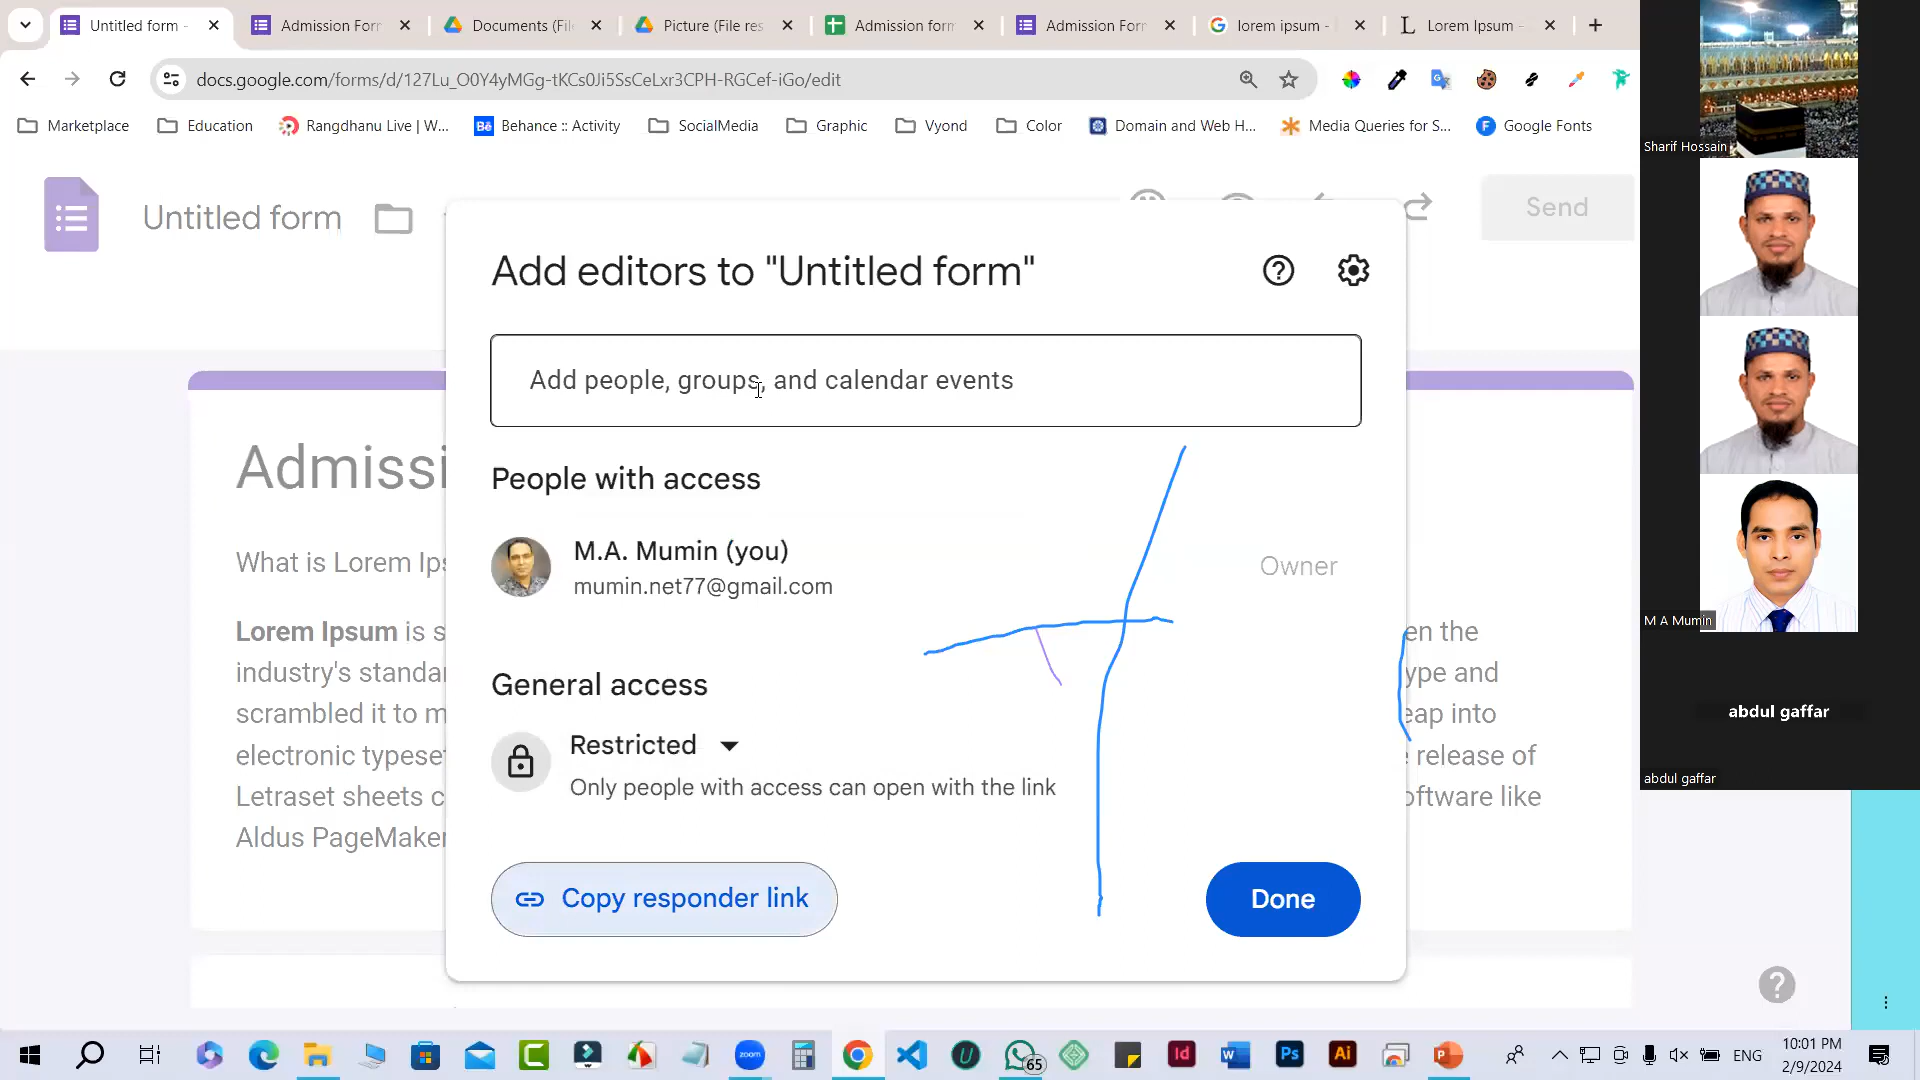 Untitled form -
Admission For
Documents (File
Picture (File res
Admission form
Admission For
lorem ipsum -
Lorem Ipsum -
docs.google.com/forms/d/127Lu_O0Y4yMGg-tKCs0Ji5SsCeLxr3CPH-RGCef-iGo/edit
Marketplace
Education
Rangdhanu Live | W...
Behance :: Activity
SocialMedia
Graphic
Vyond
Color
Domain and Web H...
Media Queries for S...
Google Fonts
Untitled form
Send
Add editors to "Untitled form"
Add people, groups, and calendar events
People with access
M.A. Mumin (you)
mumin.net77@gmail.com
Owner
General access
Restricted
Only people with access can open with the link
Copy responder link
Done
Admissi
What is Lorem Ips
Lorem Ipsum is s
en the
industry's standar
ype and
scrambled it to m
eap into
electronic typeset
release of
Letraset sheets c
oftware like
Aldus PageMaker
Sharif Hossain
M A Mumin
abdul gaffar
abdul gaffar
zoom
65
ENG
10:01 PM
2/9/2024